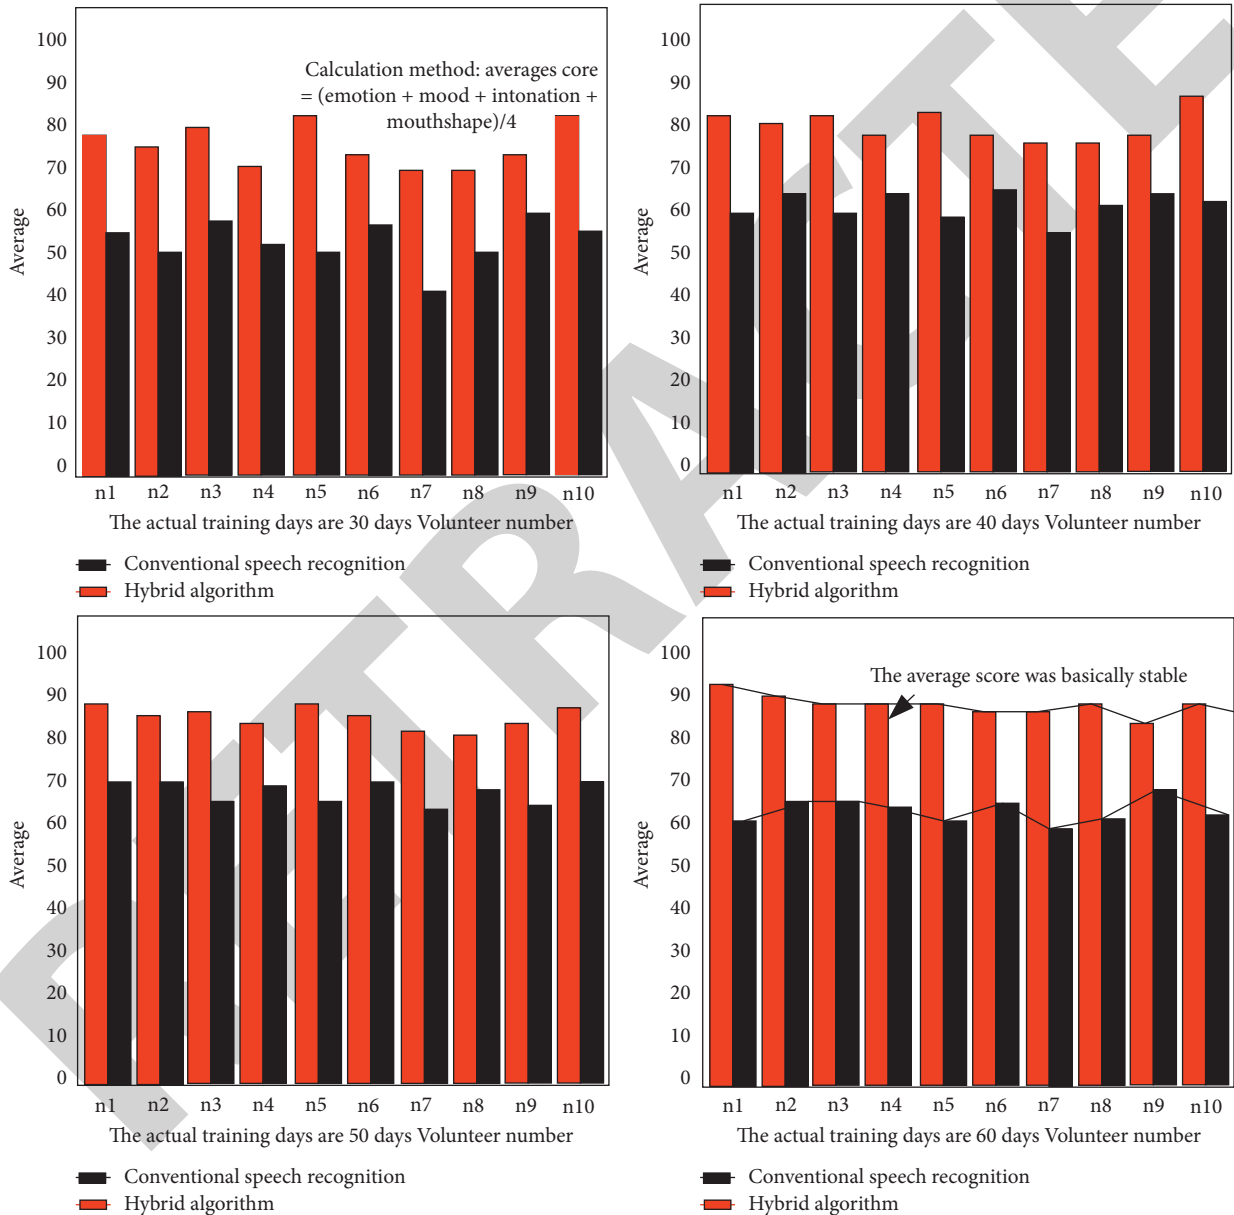 100
90
80
70
60
50
40
30
20
10
0
Average
Calculation method: averages core
= (emotion + mood + intonation +
mouthshape)/4
n1 n2 n3 n4 n5 n6 n7 n8 n9 n10
The actual training days are 30 days Volunteer number
Conventional speech recognition
Hybrid algorithm
100
90
80
70
60
50
40
30
20
10
0
Average
n1 n2 n3 n4 n5 n6 n7 n8 n9 n10
The actual training days are 40 days Volunteer number
Conventional speech recognition
Hybrid algorithm
100
90
80
70
60
50
40
30
20
10
0
Average
n1 n2 n3 n4 n5 n6 n7 n8 n9 n10
The actual training days are 50 days Volunteer number
Conventional speech recognition
Hybrid algorithm
100
90
80
70
60
50
40
30
20
10
0
Average
The average score was basically stable
n1 n2 n3 n4 n5 n6 n7 n8 n9 n10
The actual training days are 60 days Volunteer number
Conventional speech recognition
Hybrid algorithm
RETRACTE